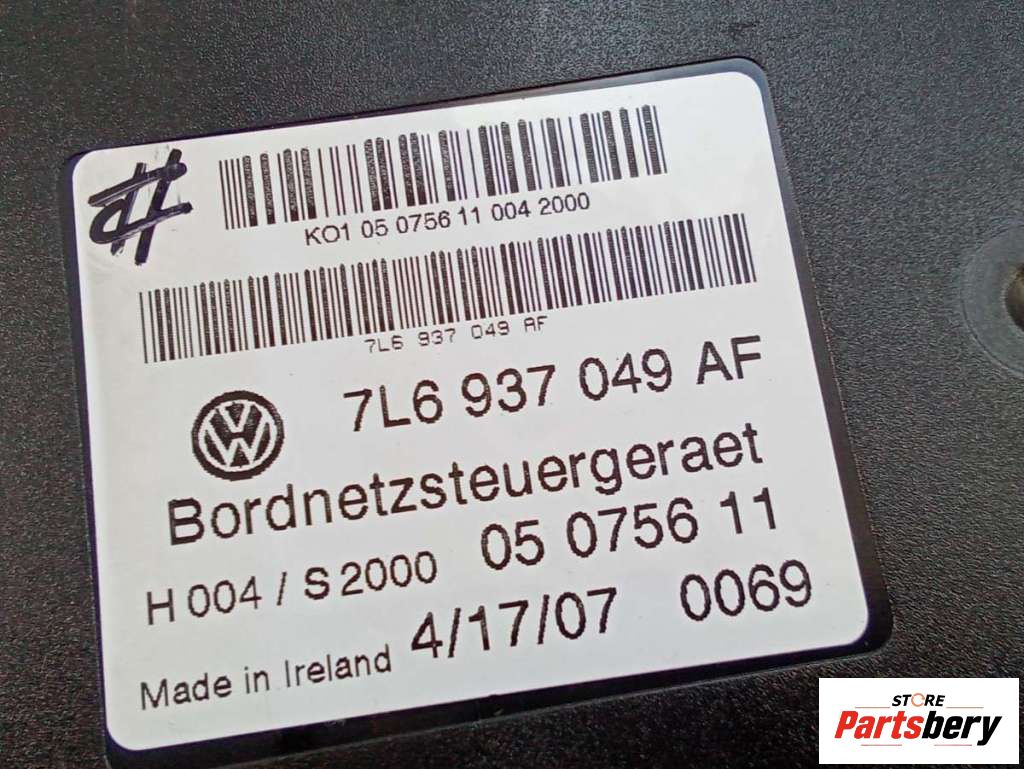 #
KO1 05 0756 11 004 2000
7L6 937 049 AF
7L6 937 049 AF
Bordnetzsteuergeraet
H 004 / S 2000 05 0756 11
Made in Ireland 4/17/07 0069
STORE
Partsbery